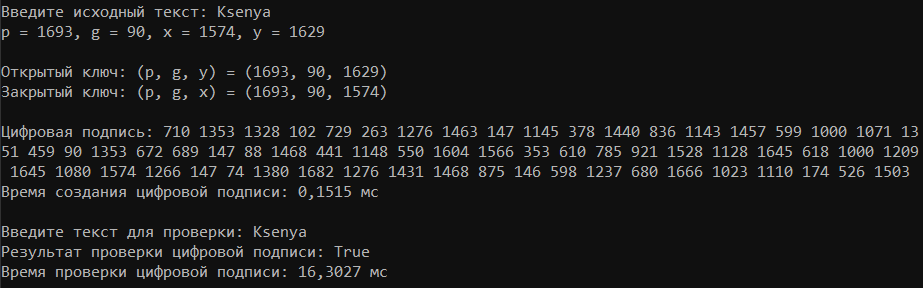 Введите исходный текст: Ksenya
p = 1693, g = 90, x = 1574, y = 1629
Открытый ключ: (p, g, y) = (1693, 90, 1629)
Закрытый ключ: (p, g, x) = (1693, 90, 1574)
Цифровая подпись: 710 1353 1328 102 729 263 1276 1463 147 1145 378 1440 836 1143 1457 599 1000 1071 13
51 459 90 1353 672 689 147 88 1468 441 1148 550 1604 1566 353 610 785 921 1528 1128 1645 618 1000 1209
1645 1080 1574 1266 147 74 1380 1682 1276 1431 1468 875 146 598 1237 680 1666 1023 1110 174 526 1503
Время создания цифровой подписи: 0,1515 мс
Введите текст для проверки: Ksenya
Результат проверки цифровой подписи: True
Время проверки цифровой подписи: 16,3027 мс